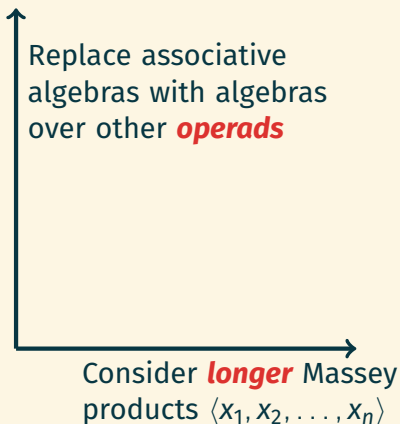 Replace associative
algebras with algebras
over other operads
Consider longer Massey
products ⟨x₁, x₂, . . . , xₙ⟩